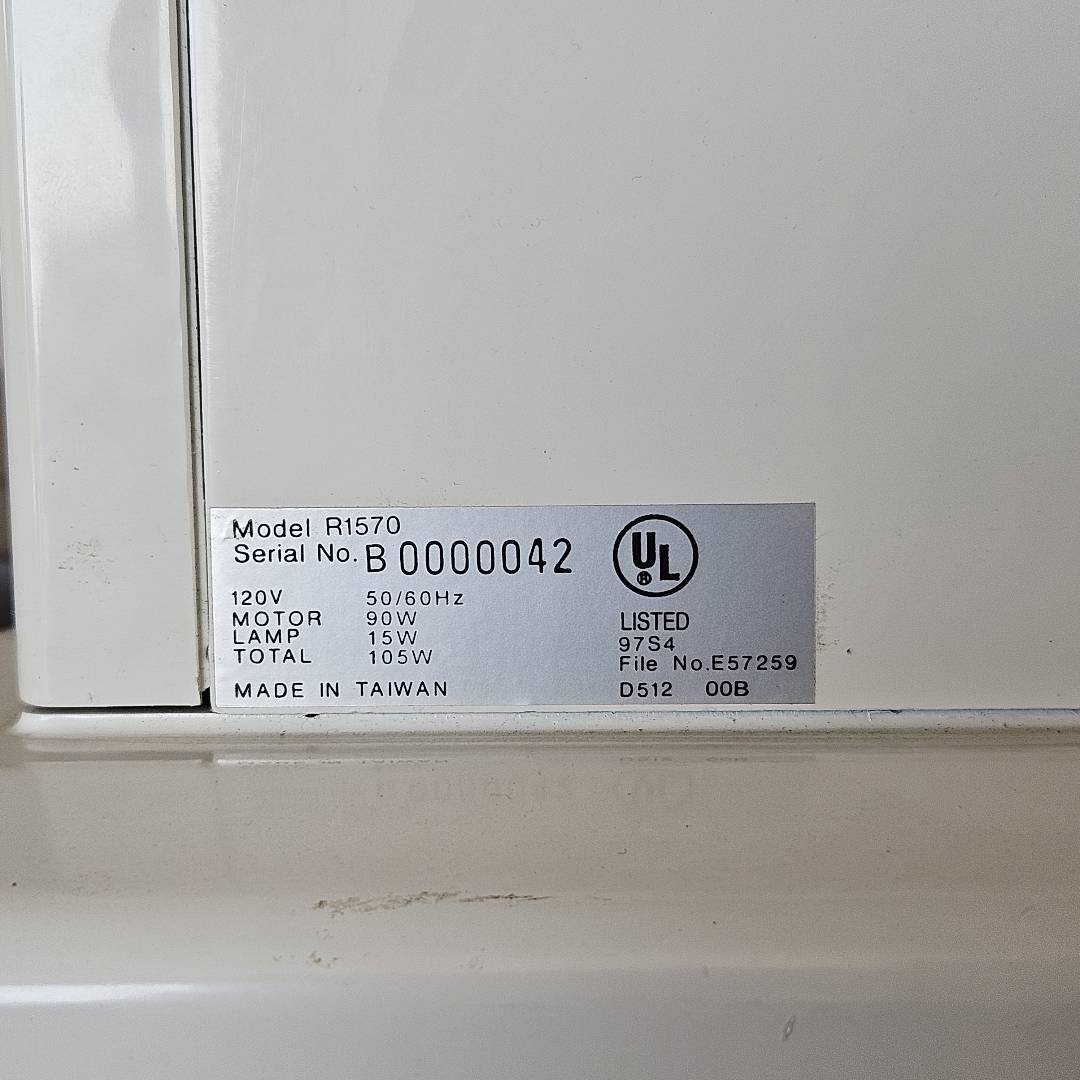 Model R1570
Serial No. B 0000042
120V 50/60Hz
MOTOR 90W
LAMP 15W
TOTAL 105W
MADE IN TAIWAN
UL ®
LISTED
97S4
File No.E57259
D512 00B